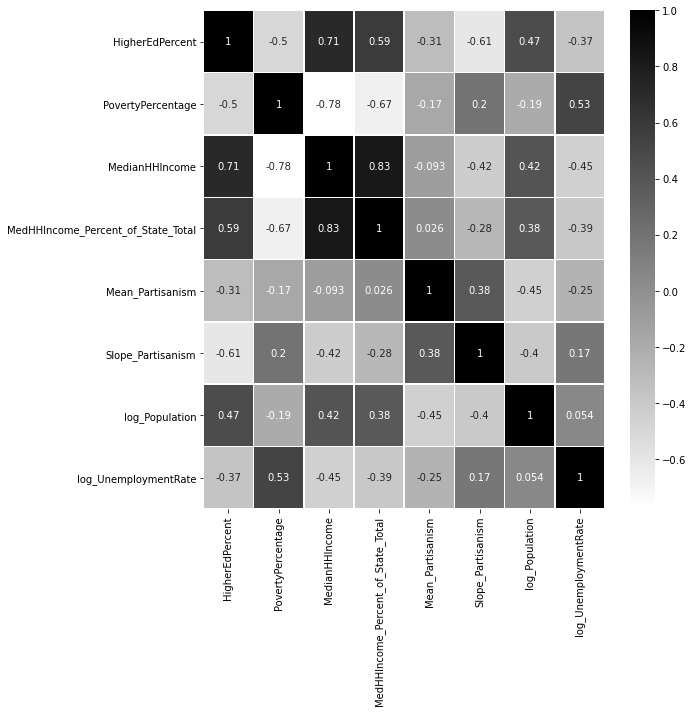 HigherEdPercent 1 -0.5 0.71 0.59 -0.31 -0.61 0.47 -0.37
PovertyPercentage -0.5 1 -0.78 -0.67 -0.17 0.2 -0.19 0.53
MedianHHIncome 0.71 -0.78 1 0.83 -0.093 -0.42 0.42 -0.45
MedHHIncome_Percent_of_State_Total 0.59 -0.67 0.83 1 0.026 -0.28 0.38 -0.39
Mean_Partisanism -0.31 -0.17 -0.093 0.026 1 0.38 -0.45 -0.25
Slope_Partisanism -0.61 0.2 -0.42 -0.28 0.38 1 -0.4 0.17
log_Population 0.47 -0.19 0.42 0.38 -0.45 -0.4 1 0.054
log_UnemploymentRate -0.37 0.53 -0.45 -0.39 -0.25 0.17 0.054 1
HigherEdPercent
PovertyPercentage
MedianHHIncome
MedHHIncome_Percent_of_State_Total
Mean_Partisanism
Slope_Partisanism
log_Population
log_UnemploymentRate
1.0
0.8
0.6
0.4
0.2
0.0
−0.2
−0.4
−0.6